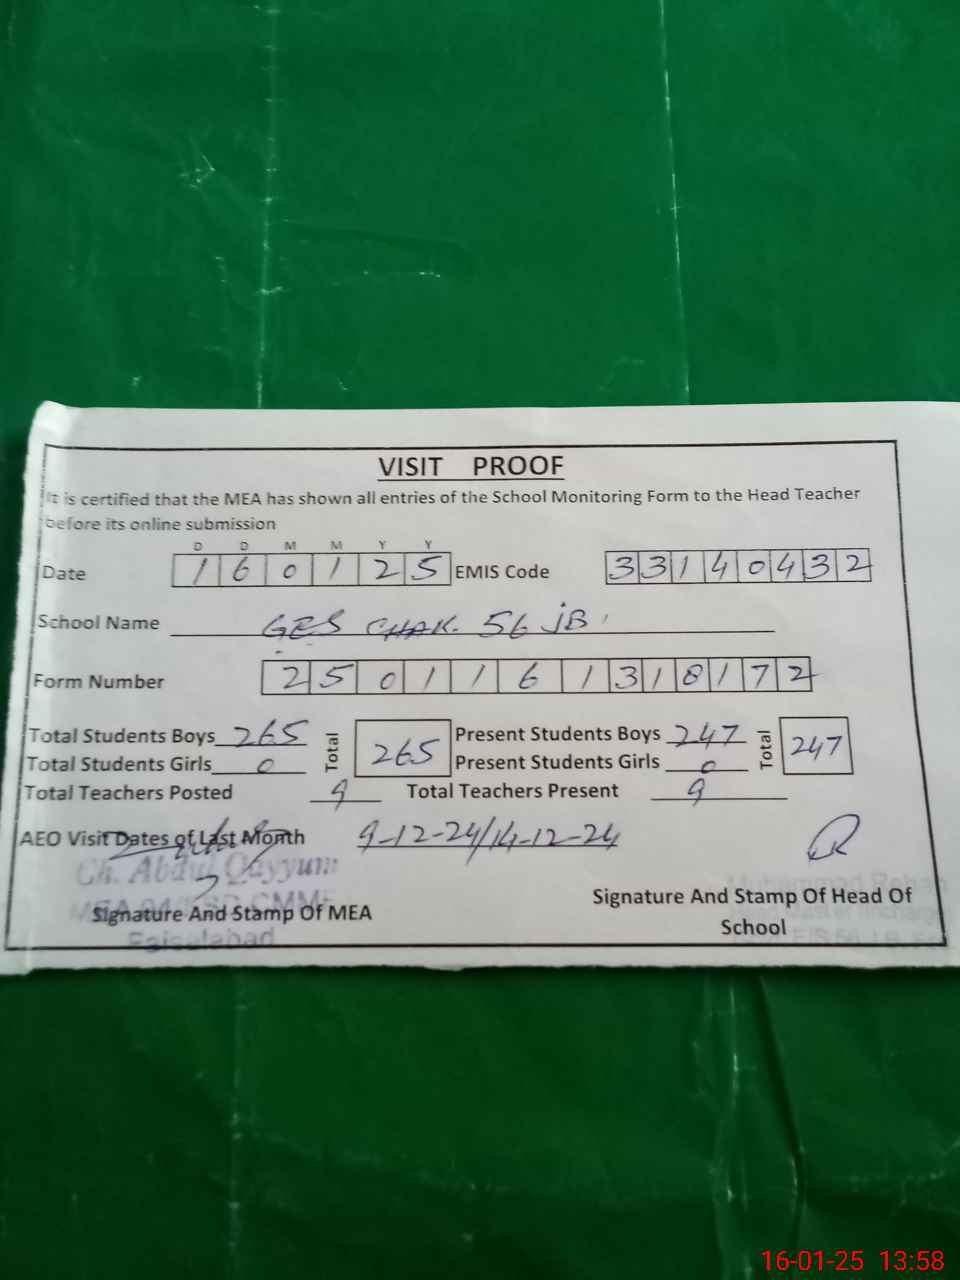 VISIT PROOF
It is certified that the MEA has shown all entries of the School Monitoring Form to the Head Teacher
before its online submission
D D M M Y Y
Date 1 6 0 1 2 5 EMIS Code 3 3 1 4 0 4 3 2
School Name GES CHAK. 56 JB
Form Number 2 5 0 1 1 6 1 3 1 8 1 7 2
Total Students Boys 265 Total 265 Present Students Boys 247 Total 247
Total Students Girls 0 Present Students Girls 0
Total Teachers Posted 9 Total Teachers Present 9
AEO Visit Dates of Last Month 9-12-24/14-12-24
Ch. Abdul Qayyum
Signature And Stamp Of MEA
Faisalabad
Signature And Stamp Of Head Of
School
16-01-25 13:58